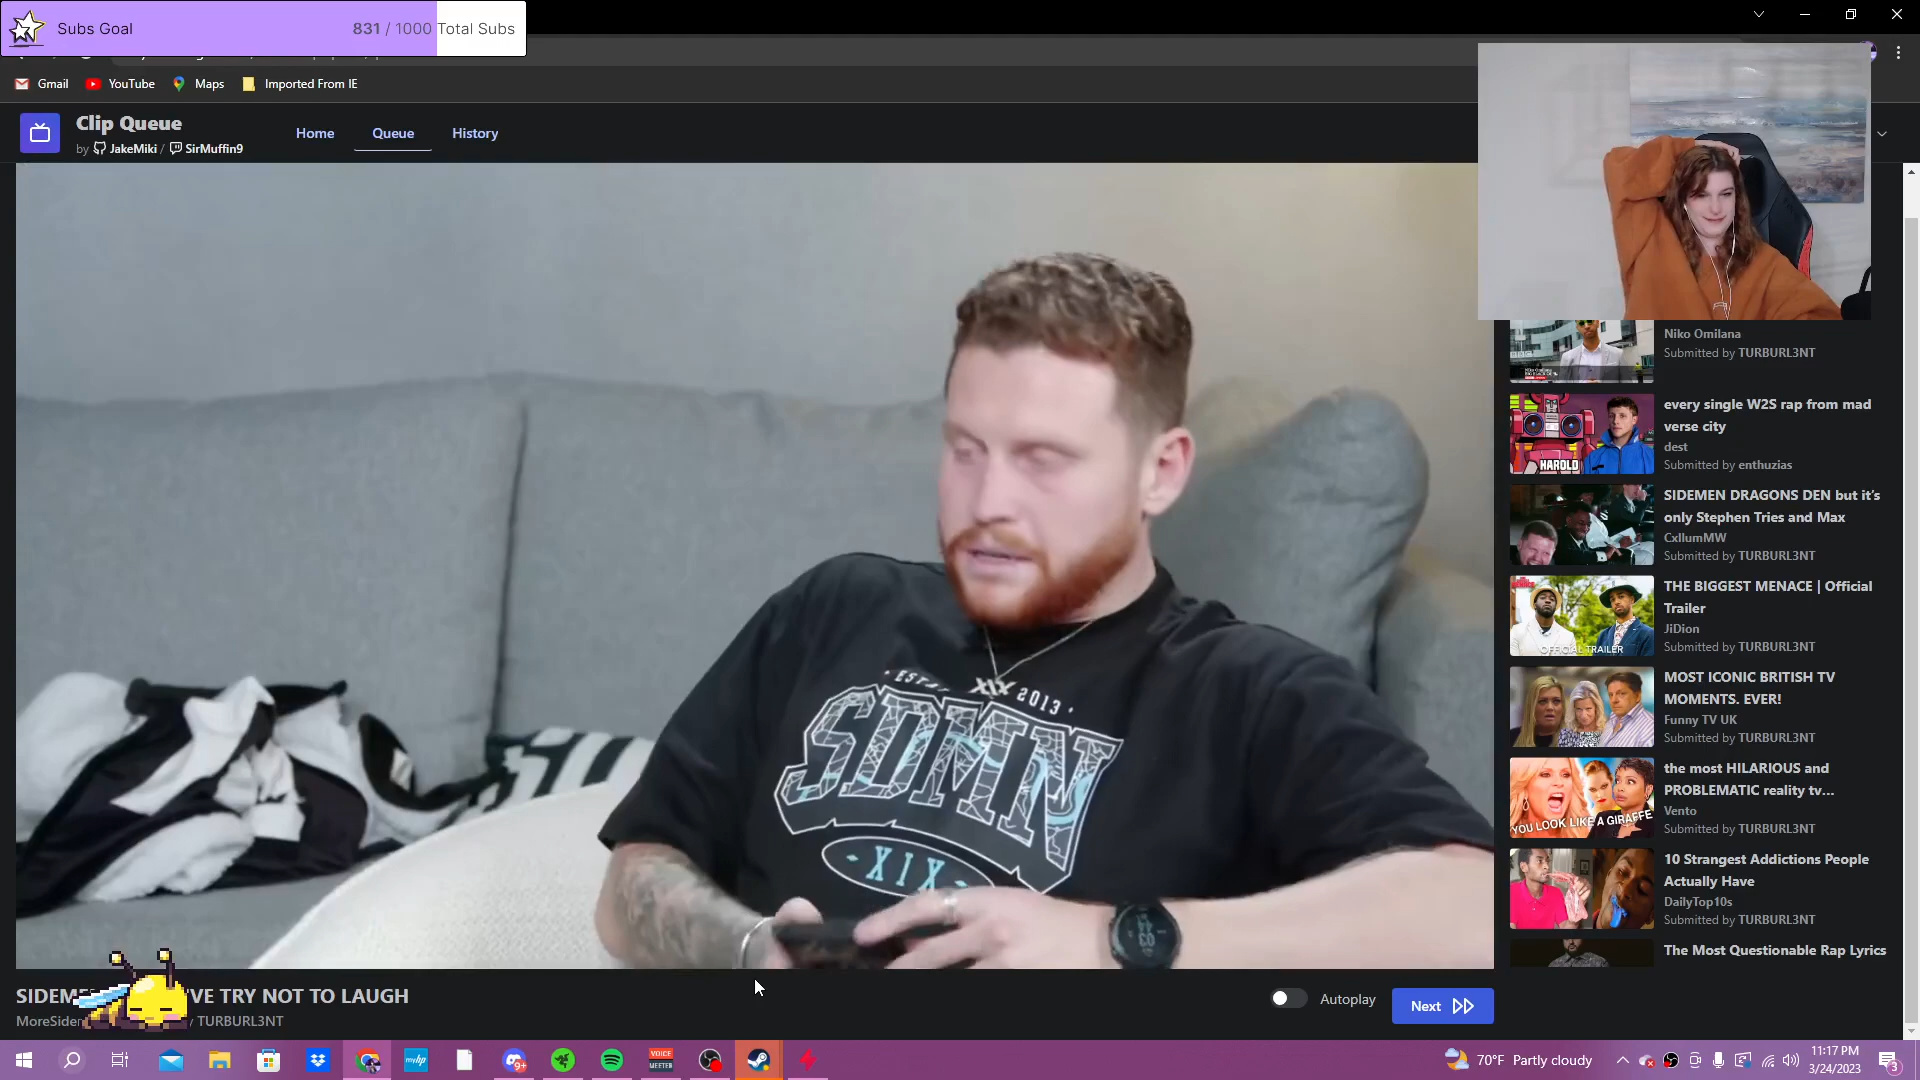 Subs Goal 831 / 1000 Total Subs
Gmail YouTube Maps Imported From IE
Clip Queue
by JakeMiki / SirMuffin9
Home Queue History
· ESTD 2013 ·
SDMN
-XIX-
Niko Omilana
Submitted by TURBURL3NT
HAROLD
every single W2S rap from mad
verse city
dest
Submitted by enthuzias
SIDEMEN DRAGONS DEN but it's
only Stephen Tries and Max
CxllumMW
Submitted by TURBURL3NT
OFFICIAL TRAILER
THE BIGGEST MENACE | Official
Trailer
JiDion
Submitted by TURBURL3NT
MOST ICONIC BRITISH TV
MOMENTS. EVER!
Funny TV UK
Submitted by TURBURL3NT
YOU LOOK LIKE A GIRAFFE
the most HILARIOUS and
PROBLEMATIC reality tv...
Vento
Submitted by TURBURL3NT
10 Strangest Addictions People
Actually Have
DailyTop10s
Submitted by TURBURL3NT
The Most Questionable Rap Lyrics
'VE TRY NOT TO LAUGH
TURBURL3NT
Autoplay Next
myhp
9+
VOICE
MEETER
70°F Partly cloudy
11:17 PM
3/24/2023
3